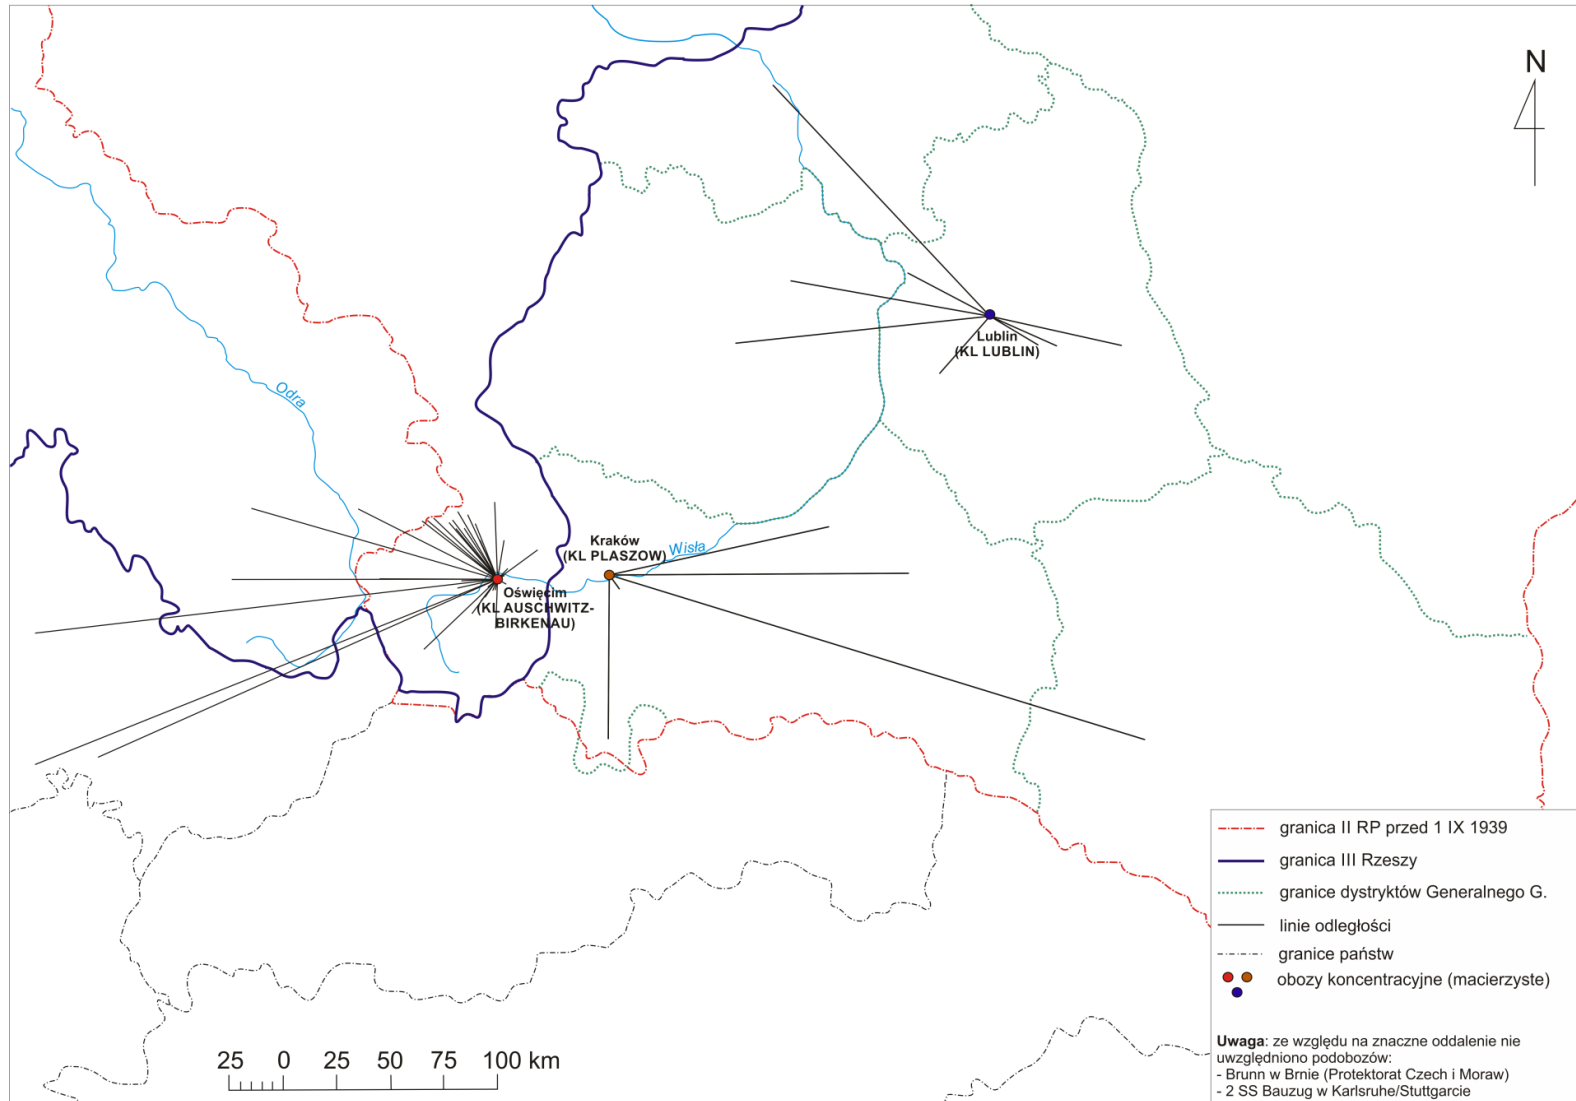 N
Lublin
(KL LUBLIN)
Odra
Kraków
(KL PLASZOW)
Wisła
Oświęcim
(KL AUSCHWITZ-
BIRKENAU)
granica II RP przed 1 IX 1939
granica III Rzeszy
granice dystryktów Generalnego G.
linie odległości
granice państw
obozy koncentracyjne (macierzyste)
Uwaga: ze względu na znaczne oddalenie nie
uwzględniono podobozów:
- Brunn w Brnie (Protektorat Czech i Moraw)
- 2 SS Bauzug w Karlsruhe/Stuttgarcie
25 0 25 50 75 100 km